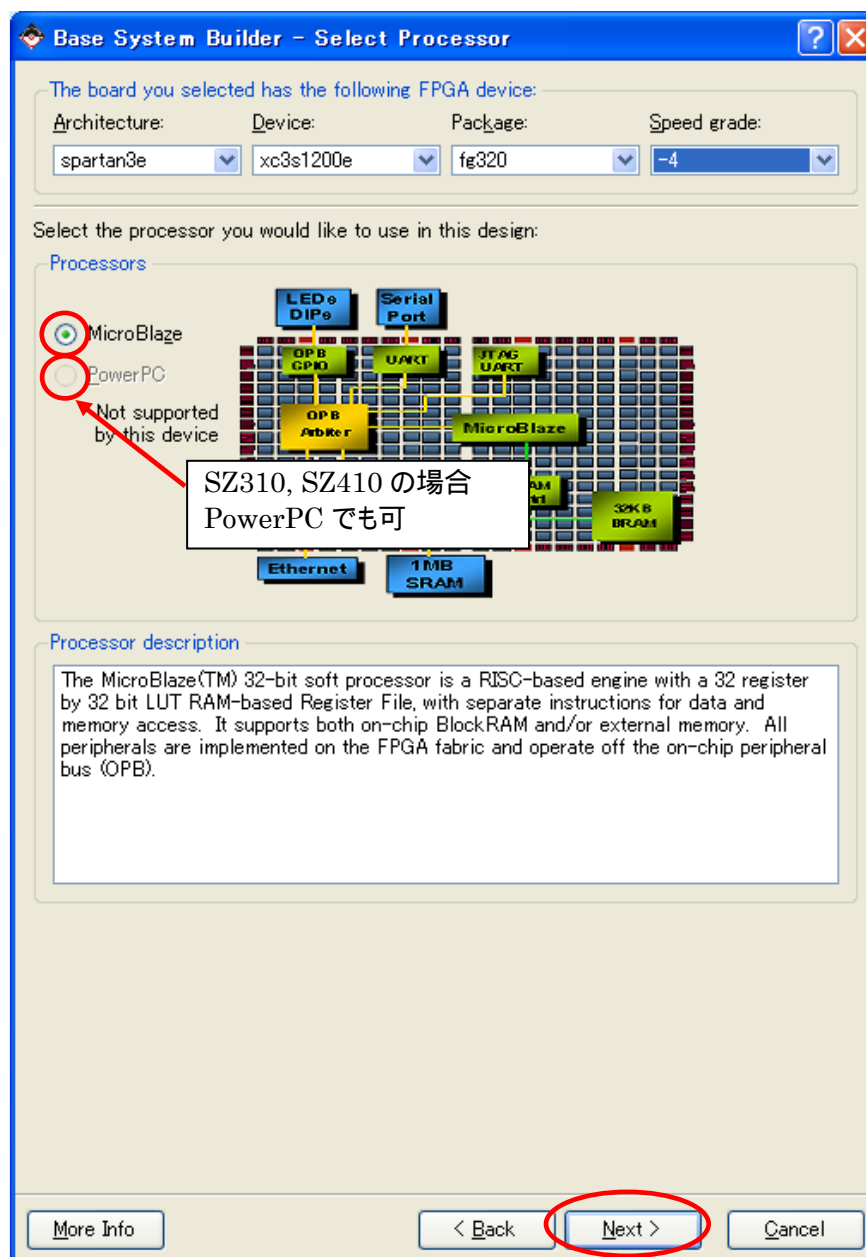 Base System Builder - Select Processor
The board you selected has the following FPGA device:
Architecture: Device: Package: Speed grade:
spartan3e xc3s1200e fg320 -4
Select the processor you would like to use in this design:
Processors
MicroBlaze
PowerPC
Not supported
by this device
LEDs
DIPs
Serial
Port
OPB
GPIO
UART
JTAG
UART
OPB
Arbiter
MicroBlaze
32KB
BRAM
Ethernet
1MB
SRAM
SZ310, SZ410 の場合
PowerPC でも可
Processor description
The MicroBlaze(TM) 32-bit soft processor is a RISC-based engine with a 32 register
by 32 bit LUT RAM-based Register File, with separate instructions for data and
memory access. It supports both on-chip BlockRAM and/or external memory. All
peripherals are implemented on the FPGA fabric and operate off the on-chip peripheral
bus (OPB).
More Info < Back Next > Cancel